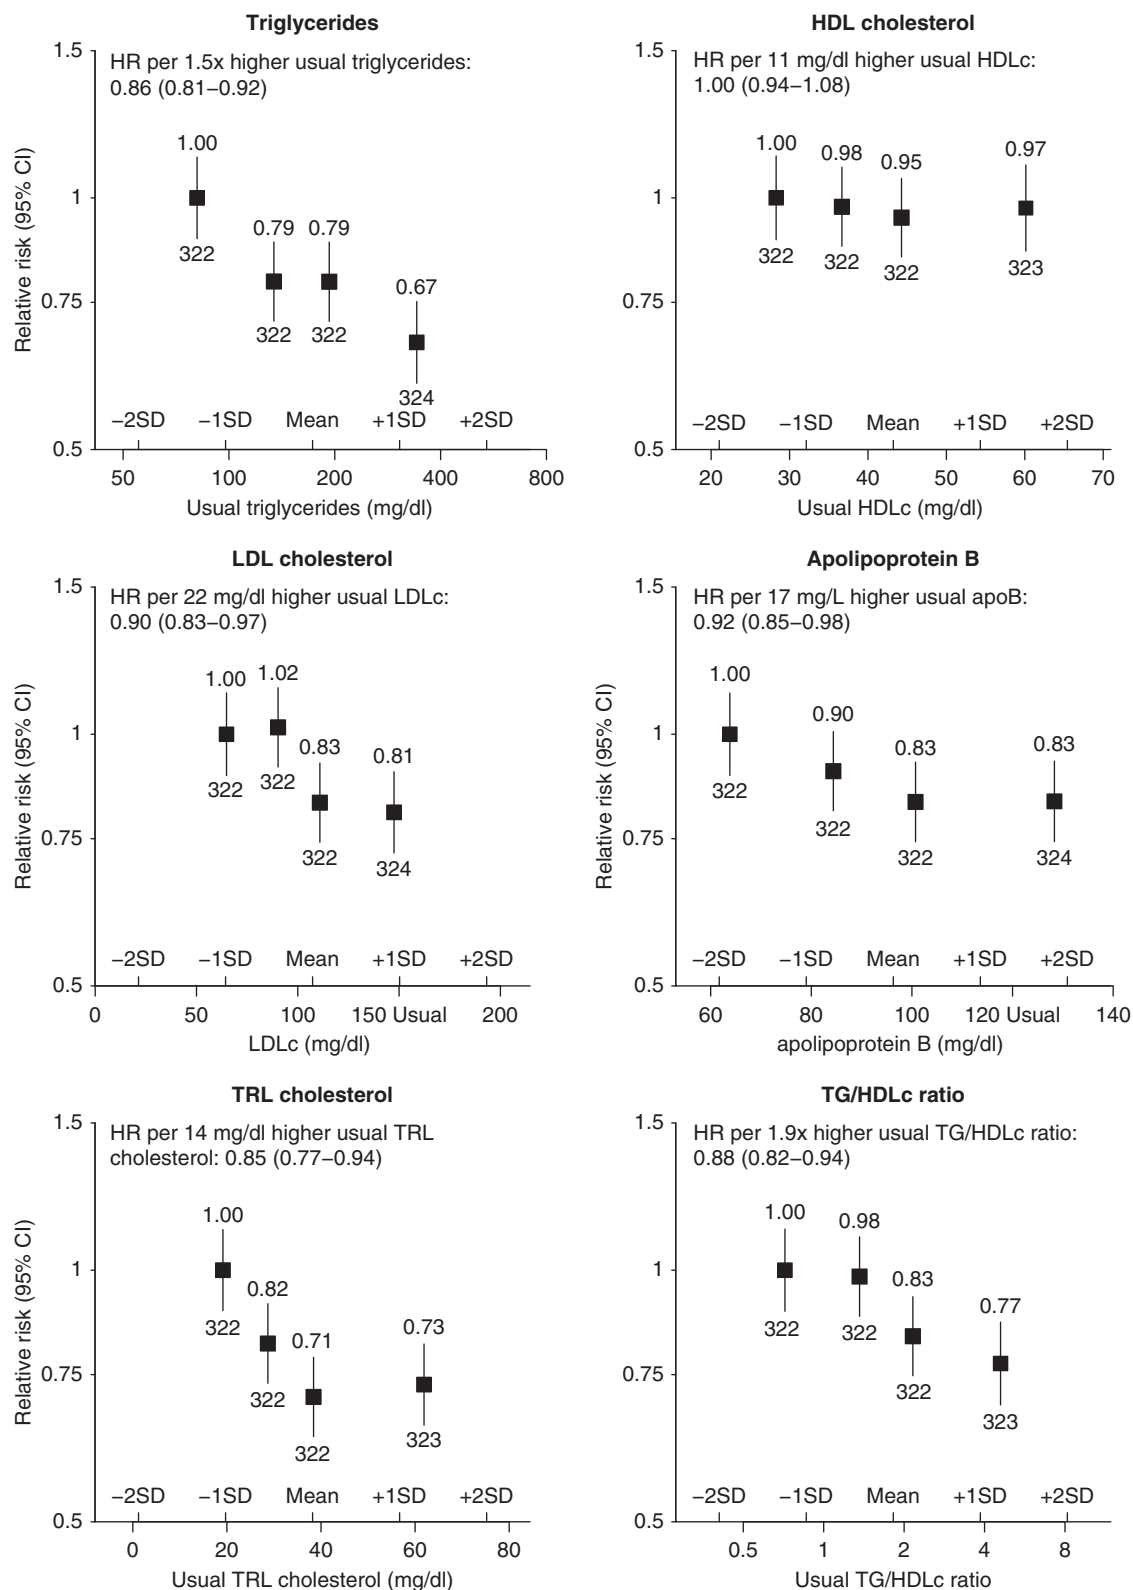 Triglycerides
1.5
HR per 1.5x higher usual triglycerides:
0.86 (0.81–0.92)
1.00
1
322
0.79 0.79
322 322
0.75
0.67
324
−2SD −1SD Mean +1SD +2SD
0.5
50 100 200 400 800
Usual triglycerides (mg/dl)
Relative risk (95% CI)
HDL cholesterol
1.5
HR per 11 mg/dl higher usual HDLc:
1.00 (0.94–1.08)
1.00 0.98 0.95 0.97
1
322 322 322 323
0.75
−2SD −1SD Mean +1SD +2SD
0.5
20 30 40 50 60 70
Usual HDLc (mg/dl)
Relative risk (95% CI)
LDL cholesterol
1.5
HR per 22 mg/dl higher usual LDLc:
0.90 (0.83–0.97)
1.00 1.02
1
0.83 0.81
322 322
0.75
322 324
−2SD −1SD Mean +1SD +2SD
0.5
0 50 100 150 Usual 200
LDLc (mg/dl)
Relative risk (95% CI)
Apolipoprotein B
1.5
HR per 17 mg/L higher usual apoB:
0.92 (0.85–0.98)
1.00
0.90
1
0.83 0.83
322
322
0.75
322 324
−2SD −1SD Mean +1SD +2SD
0.5
60 80 100 120 Usual 140
apolipoprotein B (mg/dl)
Relative risk (95% CI)
TRL cholesterol
1.5
HR per 14 mg/dl higher usual TRL
cholesterol: 0.85 (0.77–0.94)
1.00
1
0.82
322
0.71 0.73
0.75
322
322 323
−2SD −1SD Mean +1SD +2SD
0.5
0 20 40 60 80
Usual TRL cholesterol (mg/dl)
Relative risk (95% CI)
TG/HDLc ratio
1.5
HR per 1.9x higher usual TG/HDLc ratio:
0.88 (0.82–0.94)
1.00 0.98
1
0.83
0.77
322 322
0.75
322
323
−2SD −1SD Mean +1SD +2SD
0.5
0.5 1 2 4 8
Usual TG/HDLc ratio